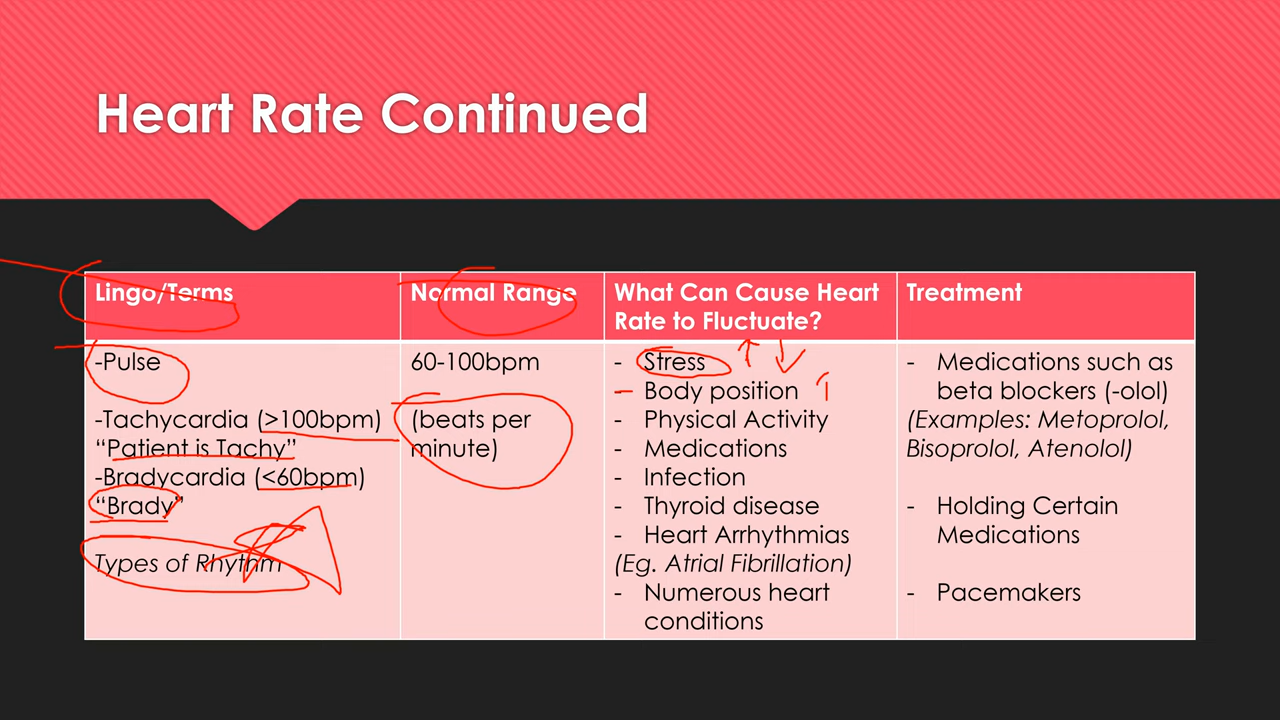 Heart Rate Continued
Lingo/Terms
Normal Range
What Can Cause Heart
Rate to Fluctuate?
Treatment
-Pulse
-Tachycardia (>100bpm)
“Patient is Tachy”
-Bradycardia (<60bpm)
“Brady”
Types of Rhythm
60-100bpm
(beats per
minute)
- Stress
- Body position
- Physical Activity
- Medications
- Infection
- Thyroid disease
- Heart Arrhythmias
(Eg. Atrial Fibrillation)
- Numerous heart
conditions
- Medications such as
beta blockers (-olol)
(Examples: Metoprolol,
Bisoprolol, Atenolol)
- Holding Certain
Medications
- Pacemakers